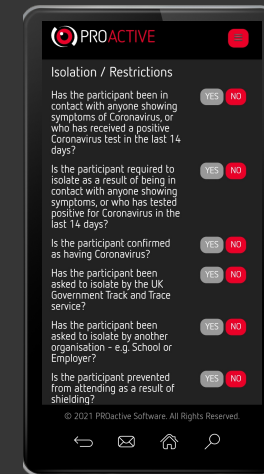 PROACTIVE
Isolation / Restrictions
Has the participant been in
contact with anyone showing
symptoms of Coronavirus, or
who has received a positive
Coronavirus test in the last 14
days?
YES NO
Is the participant required to
isolate as a result of being in
contact with anyone showing
symptoms, or who has tested
positive for Coronavirus in the
last 14 days?
YES NO
Is the participant confirmed
as having Coronavirus?
YES NO
Has the participant been
asked to isolate by the UK
Government Track and Trace
service?
YES NO
Has the participant been
asked to isolate by another
organisation - e.g. School or
Employer?
YES NO
Is the participant prevented
from attending as a result of
shielding?
YES NO
© 2021 PROactive Software. All Rights Reserved.